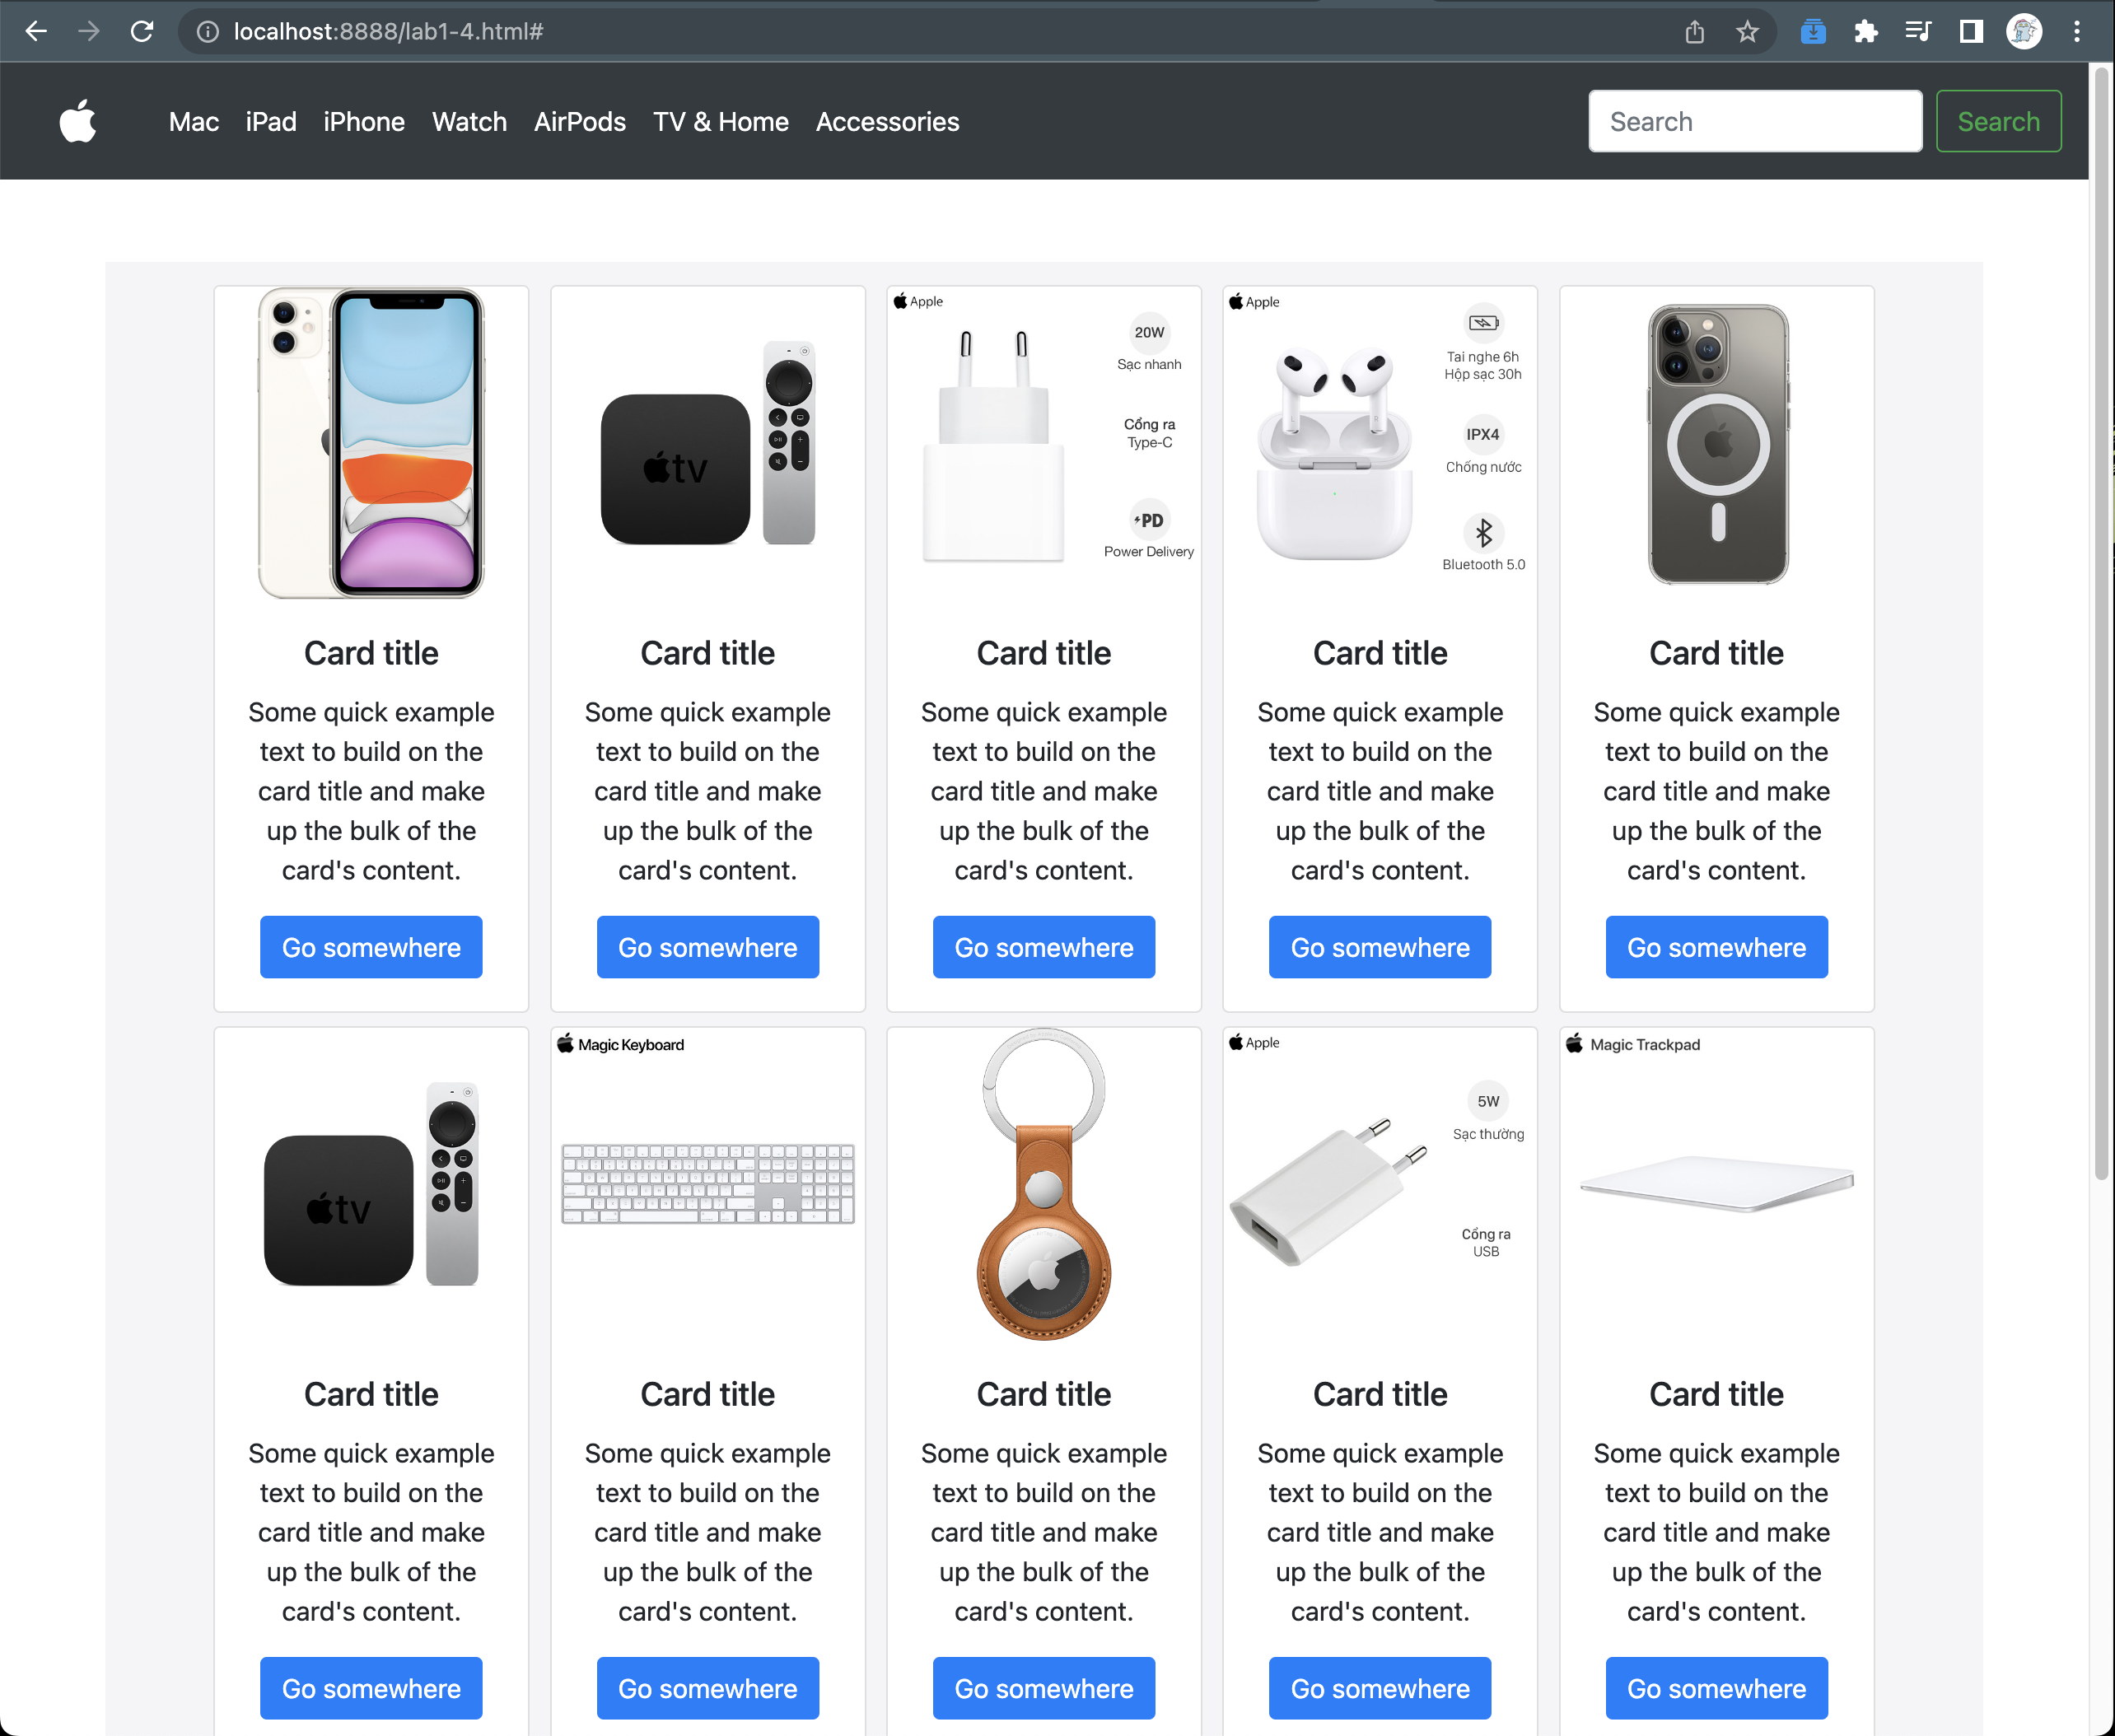 localhost:8888/lab1-4.html#
Mac iPad iPhone Watch AirPods TV & Home Accessories
Search
Search
Card title
Some quick example
text to build on the
card title and make
up the bulk of the
card's content.
Go somewhere
tv
Card title
Some quick example
text to build on the
card title and make
up the bulk of the
card's content.
Go somewhere
Apple
20W
Sạc nhanh
Cổng ra
Type-C
PD
Power Delivery
Card title
Some quick example
text to build on the
card title and make
up the bulk of the
card's content.
Go somewhere
Apple
Tai nghe 6h
Hộp sạc 30h
IPX4
Chống nước
Bluetooth 5.0
Card title
Some quick example
text to build on the
card title and make
up the bulk of the
card's content.
Go somewhere
Card title
Some quick example
text to build on the
card title and make
up the bulk of the
card's content.
Go somewhere
tv
Card title
Some quick example
text to build on the
card title and make
up the bulk of the
card's content.
Go somewhere
Magic Keyboard
Card title
Some quick example
text to build on the
card title and make
up the bulk of the
card's content.
Go somewhere
Card title
Some quick example
text to build on the
card title and make
up the bulk of the
card's content.
Go somewhere
Apple
5W
Sạc thường
Cổng ra
USB
Card title
Some quick example
text to build on the
card title and make
up the bulk of the
card's content.
Go somewhere
Magic Trackpad
Card title
Some quick example
text to build on the
card title and make
up the bulk of the
card's content.
Go somewhere